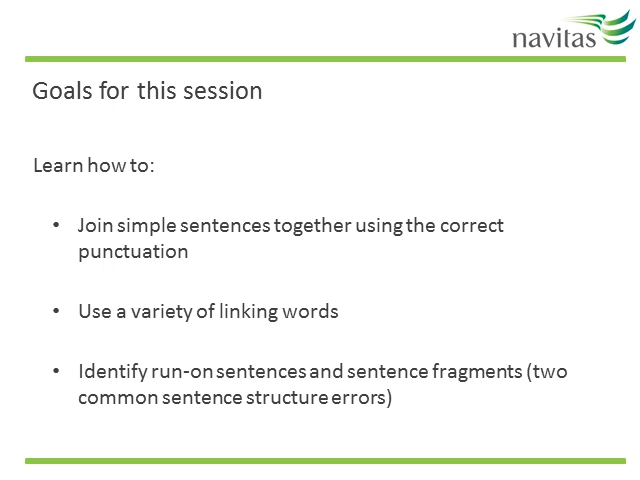 navitas
Goals for this session
Learn how to:
• Join simple sentences together using the correct
punctuation
• Use a variety of linking words
• Identify run-on sentences and sentence fragments (two
common sentence structure errors)